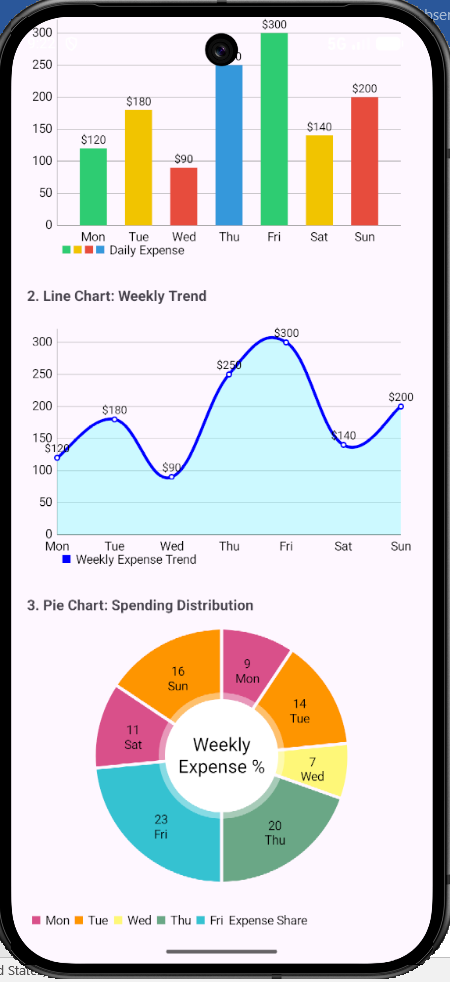 bser
300
$300
250
$180
$200
200
150
$120
$140
100
$90
50
0
Mon Tue Wed Thu Fri Sat Sun
Daily Expense
2. Line Chart: Weekly Trend
300
$300
250
$250
200
$180
$200
150
$120
$140
100
$90
50
0
Mon Tue Wed Thu Fri Sat Sun
Weekly Expense Trend
3. Pie Chart: Spending Distribution
9
Mon
16
Sun
14
Tue
11
Sat
Weekly
Expense %
7
Wed
23
Fri
20
Thu
Mon Tue Wed Thu Fri Expense Share
d State